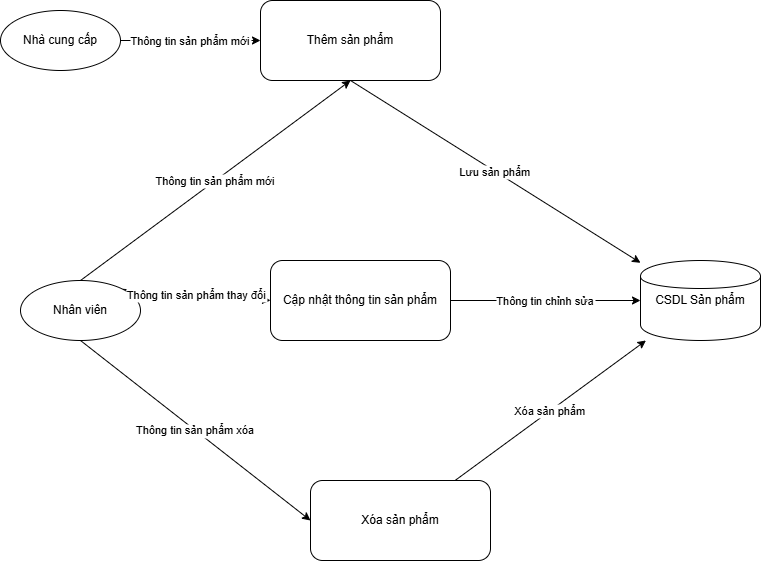 Nhà cung cấp
Thông tin sản phẩm mới
Thêm sản phẩm
Thông tin sản phẩm mới
Lưu sản phẩm
Nhân viên
Thông tin sản phẩm thay đổi
Cập nhật thông tin sản phẩm
Thông tin chỉnh sửa
CSDL Sản phẩm
Thông tin sản phẩm xóa
Xóa sản phẩm
Xóa sản phẩm